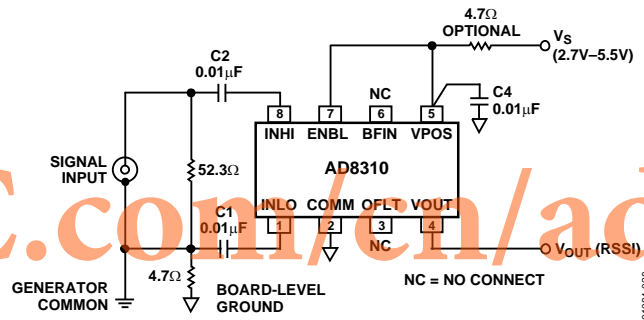 4.7Ω
OPTIONAL
VS
(2.7V–5.5V)
C2
0.01µF
NC
C4
0.01µF
8
7
6
5
INHI
ENBL
BFIN
VPOS
SIGNAL
INPUT
52.3Ω
AD8310
C1
0.01µF
INLO
COMM
OFLT
VOUT
1
2
3
4
NC
VOUT (RSSI)
4.7Ω
GENERATOR
COMMON
BOARD-LEVEL
GROUND
NC = NO CONNECT
C.com/cn/ad